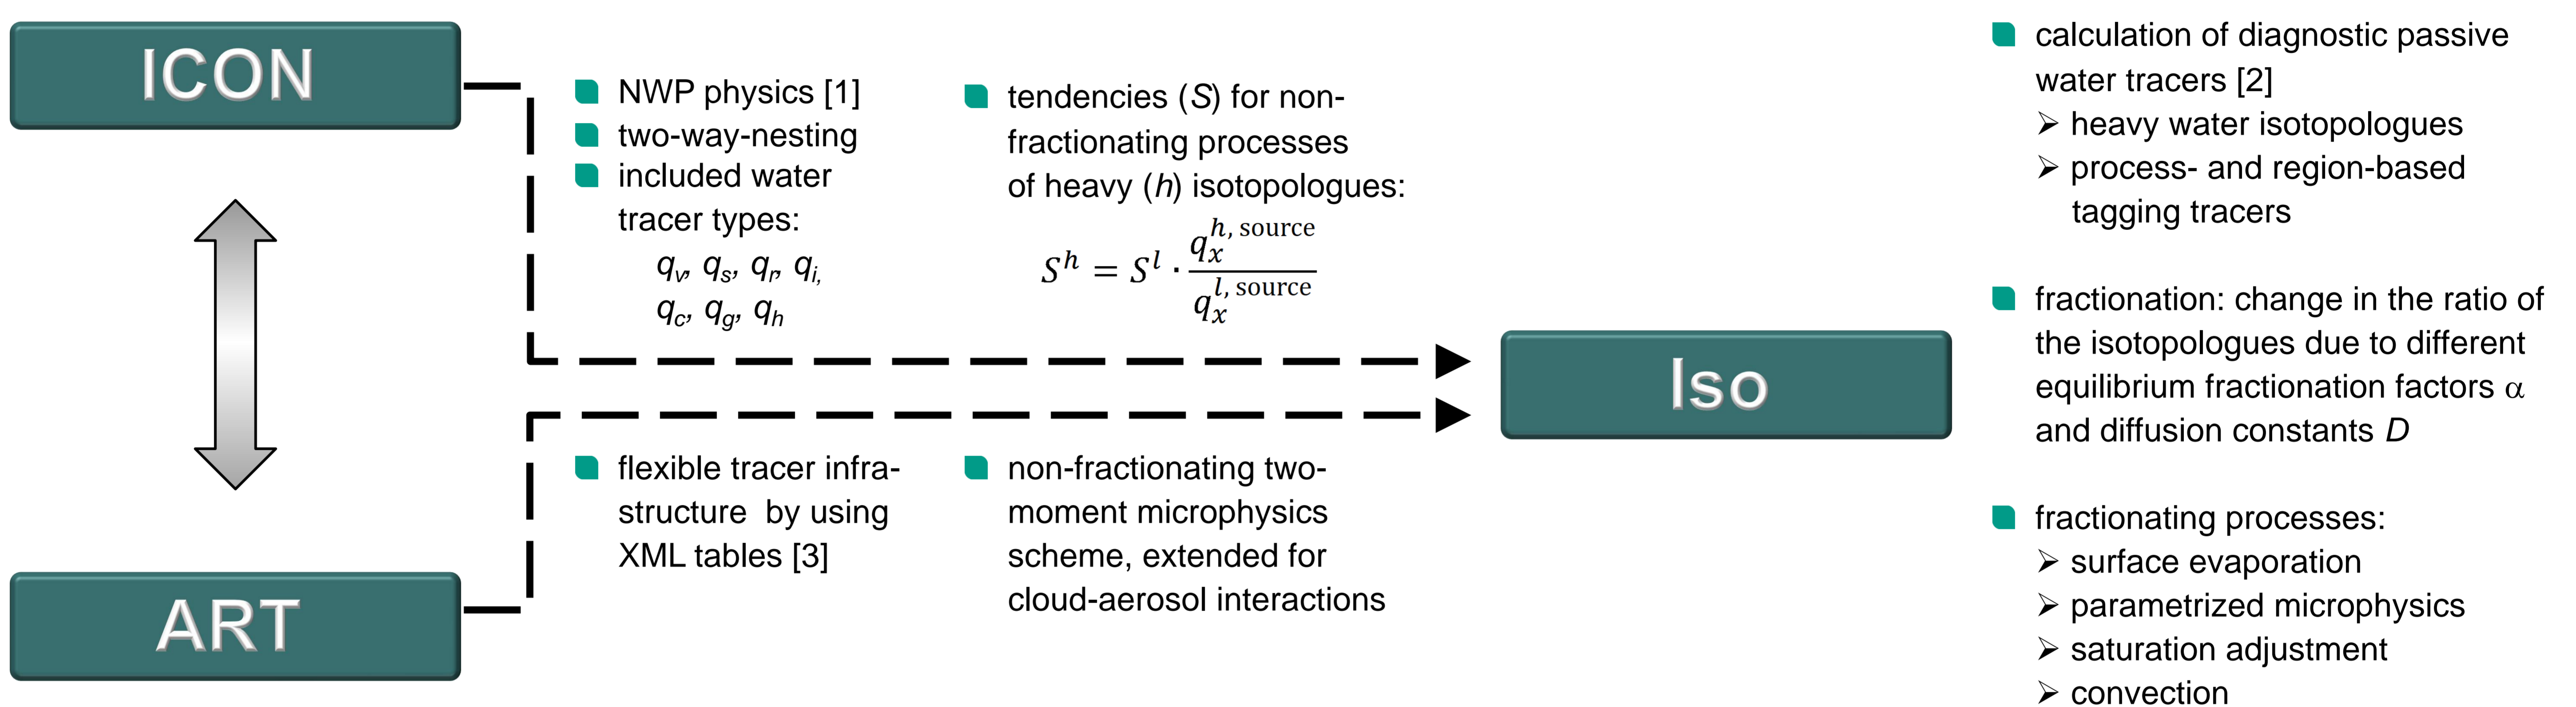 ICON
NWP physics [1]
two-way-nesting
included water
tracer types:
qv, qs, qr, qi,
qc, qg, qh
tendencies (S) for non-
fractionating processes
of heavy (h) isotopologues:
S^h = S^l · q_x^{h, source} / q_x^{l, source}
ART
flexible tracer infra-
structure by using
XML tables [3]
non-fractionating two-
moment microphysics
scheme, extended for
cloud-aerosol interactions
Iso
calculation of diagnostic passive
water tracers [2]
➢ heavy water isotopologues
➢ process- and region-based
tagging tracers
fractionation: change in the ratio of
the isotopologues due to different
equilibrium fractionation factors α
and diffusion constants D
fractionating processes:
➢ surface evaporation
➢ parametrized microphysics
➢ saturation adjustment
➢ convection